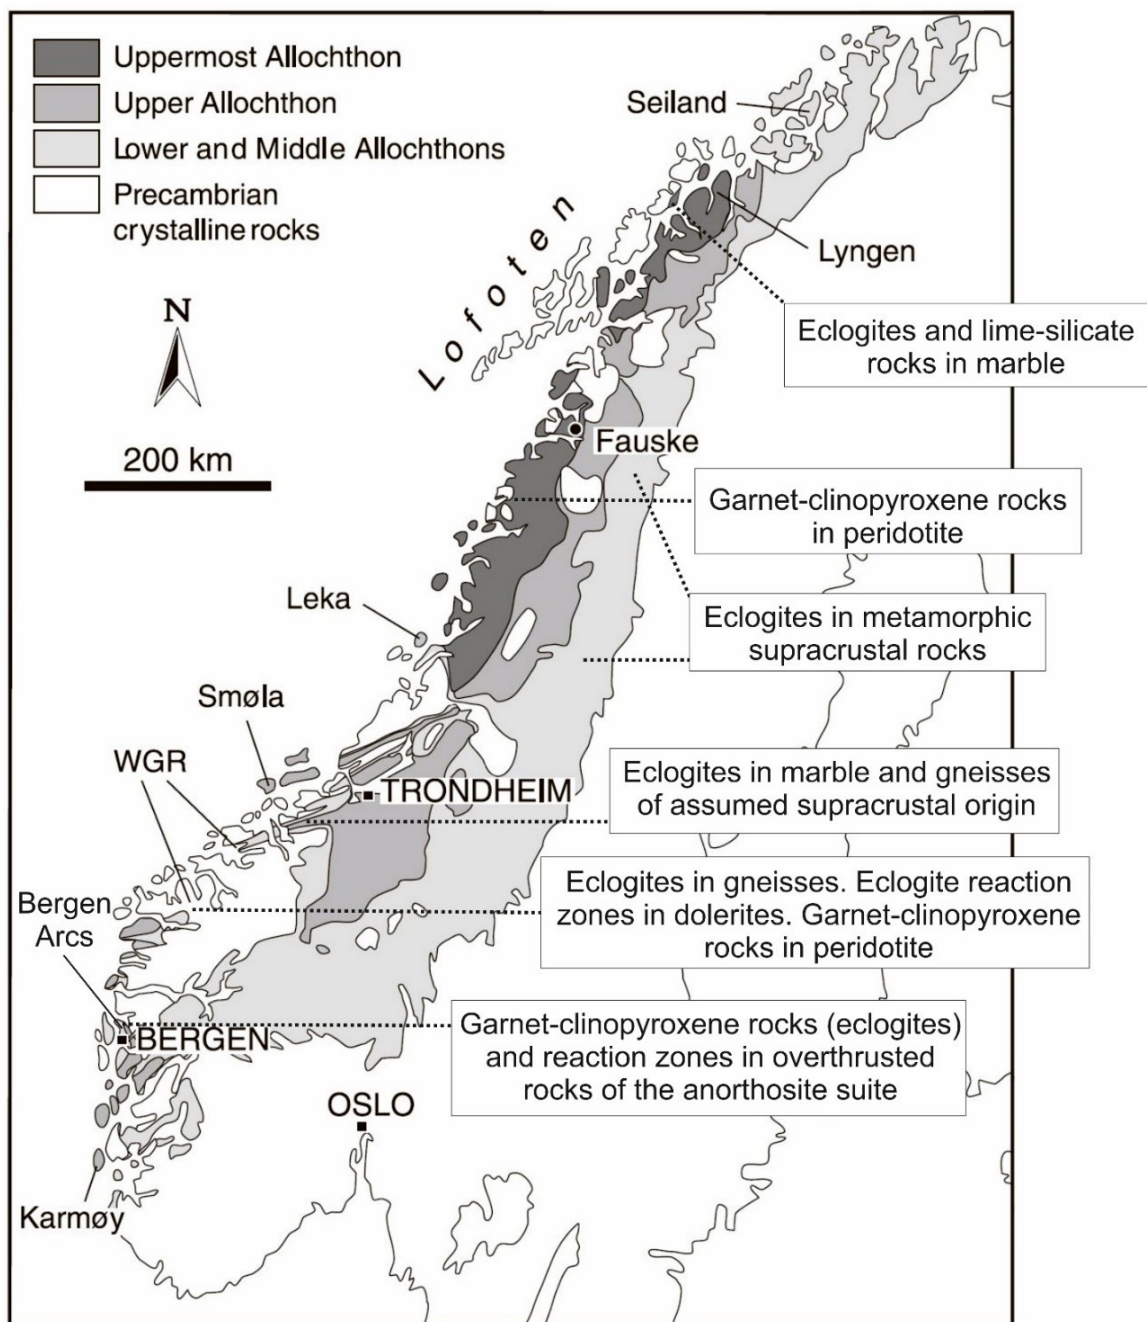 Uppermost Allochthon
Upper Allochthon
Lower and Middle Allochthons
Precambrian
crystalline rocks
N
200 km
Seiland
Lofoten
Lyngen
Eclogites and lime-silicate
rocks in marble
Fauske
Garnet-clinopyroxene rocks
in peridotite
Leka
Eclogites in metamorphic
supracrustal rocks
Smøla
WGR
TRONDHEIM
Eclogites in marble and gneisses
of assumed supracrustal origin
Eclogites in gneisses. Eclogite reaction
zones in dolerites. Garnet-clinopyroxene
rocks in peridotite
Bergen
Arcs
BERGEN
Garnet-clinopyroxene rocks (eclogites)
and reaction zones in overthrusted
rocks of the anorthosite suite
OSLO
Karmøy